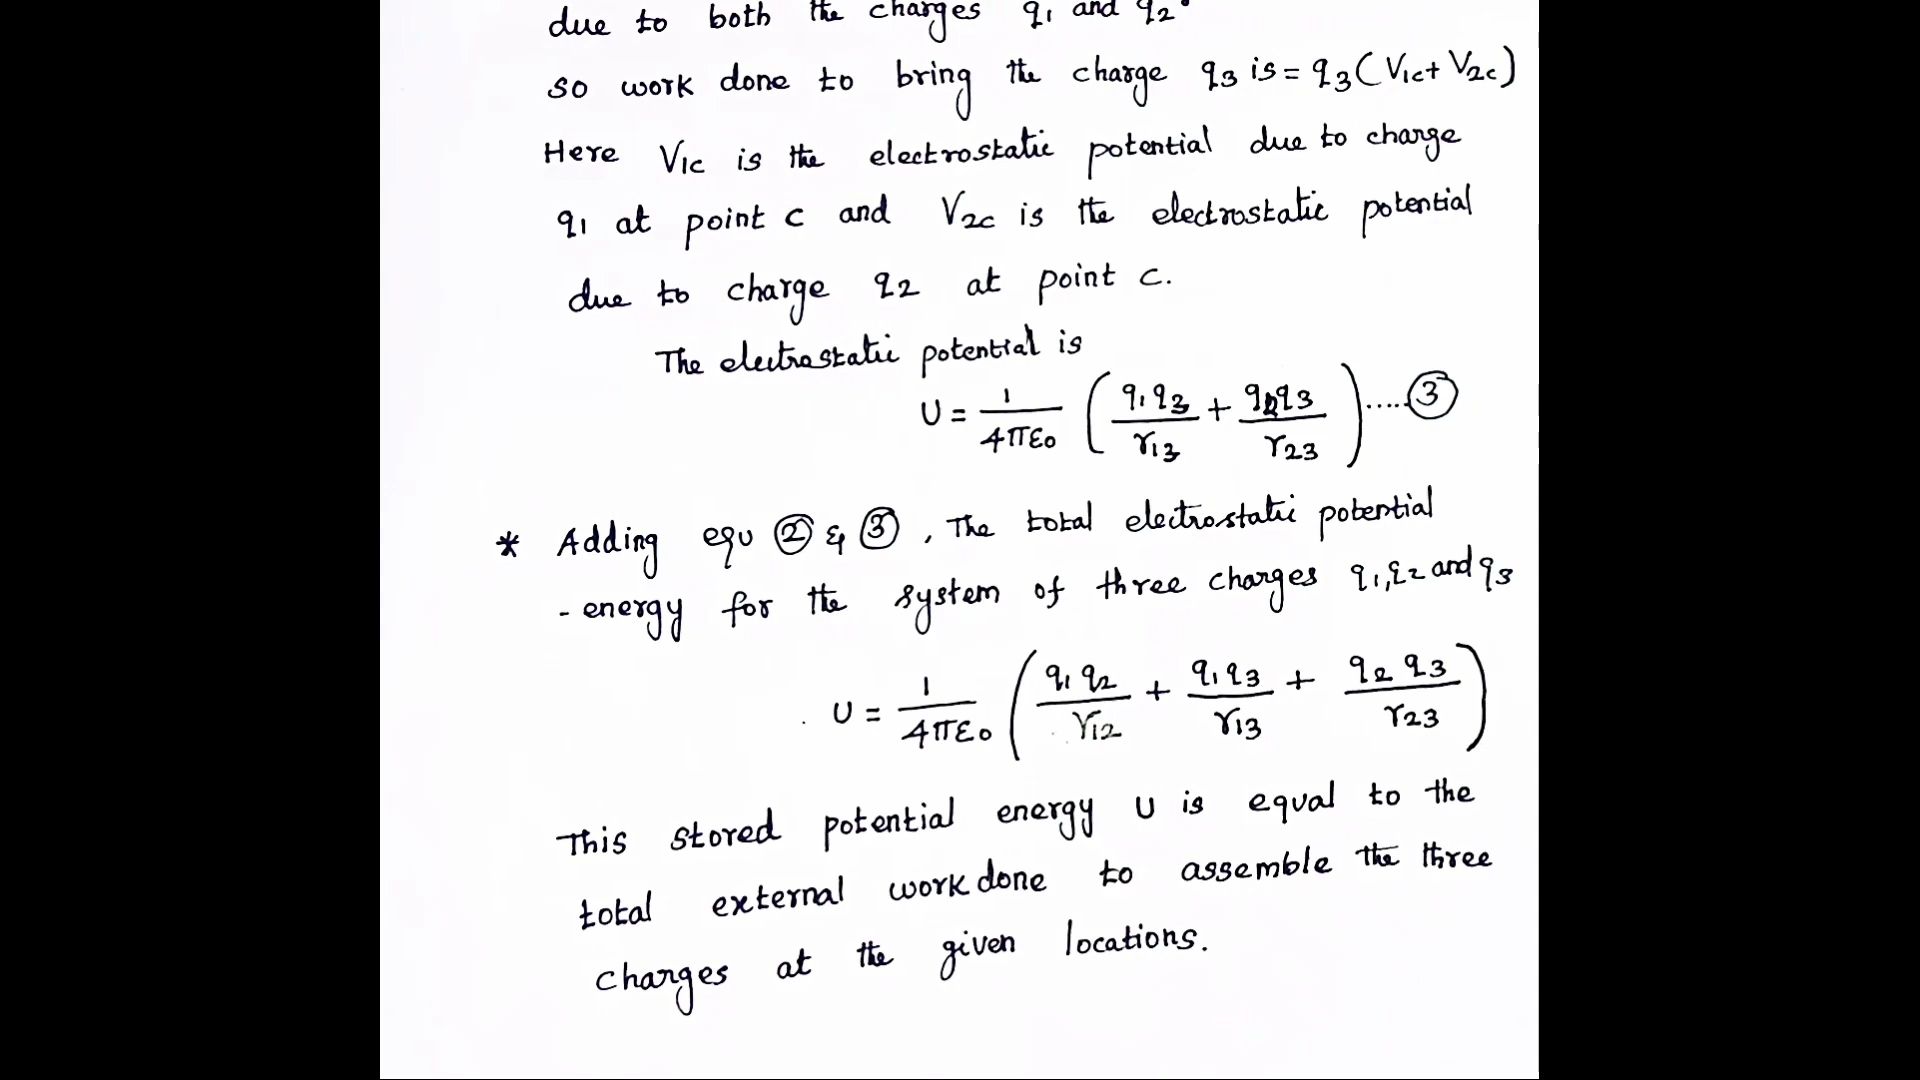 due to both the charges q1 and q2.
so work done to bring the charge q3 is = q3(V1c + V2c)
Here V1c is the electrostatic potential due to charge
q1 at point c and V2c is the electrostatic potential
due to charge q2 at point c.
The electrostatic potential is
U = 1/4πε0 (q1q3/r13 + q2q3/r23) ..... ③
* Adding equ ② & ③, The total electrostatic potential
- energy for the system of three charges q1, q2 and q3
U = 1/4πε0 (q1q2/r12 + q1q3/r13 + q2q3/r23)
This stored potential energy U is equal to the
total external work done to assemble the three
charges at the given locations.